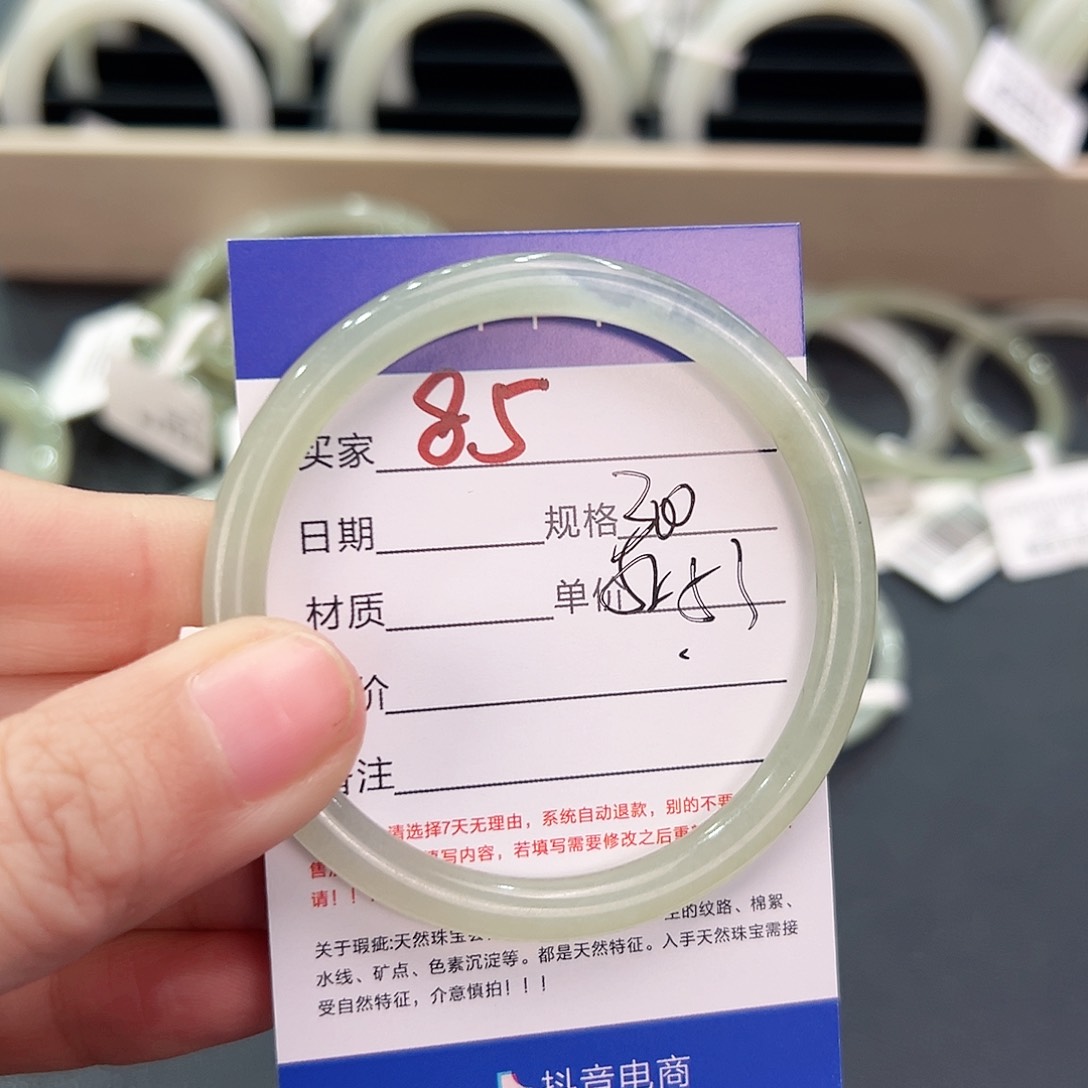 买家 85
日期 规格 300
材质 单价
价
备注
请选择7天无理由，系统自动退款，别的不要
填写内容，若填写需要修改之后重
售
请！！
关于瑕疵:天然珠宝 的纹路、棉絮、
水线、矿点、色素沉淀等。都是天然特征。入手天然珠宝需接
受自然特征，介意慎拍！！！
抖音电商